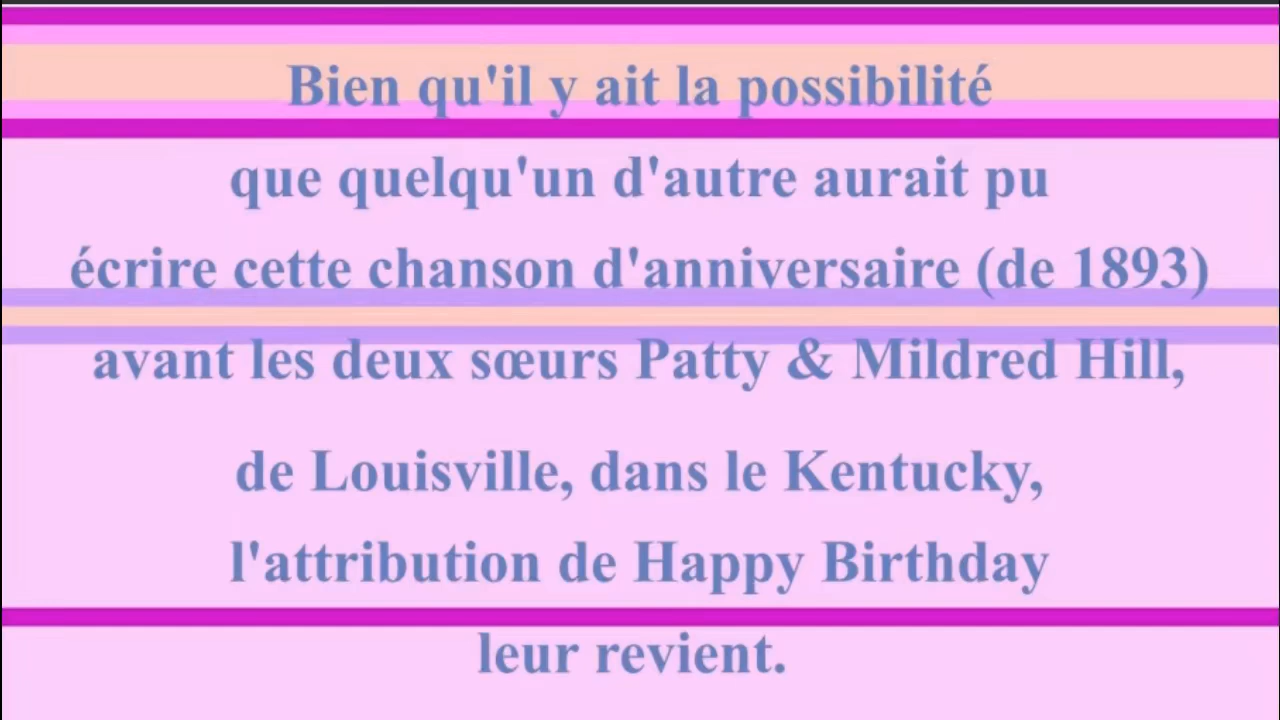 Bien qu'il y ait la possibilité
que quelqu'un d'autre aurait pu
écrire cette chanson d'anniversaire (de 1893)
avant les deux sœurs Patty & Mildred Hill,
de Louisville, dans le Kentucky,
l'attribution de Happy Birthday
leur revient.